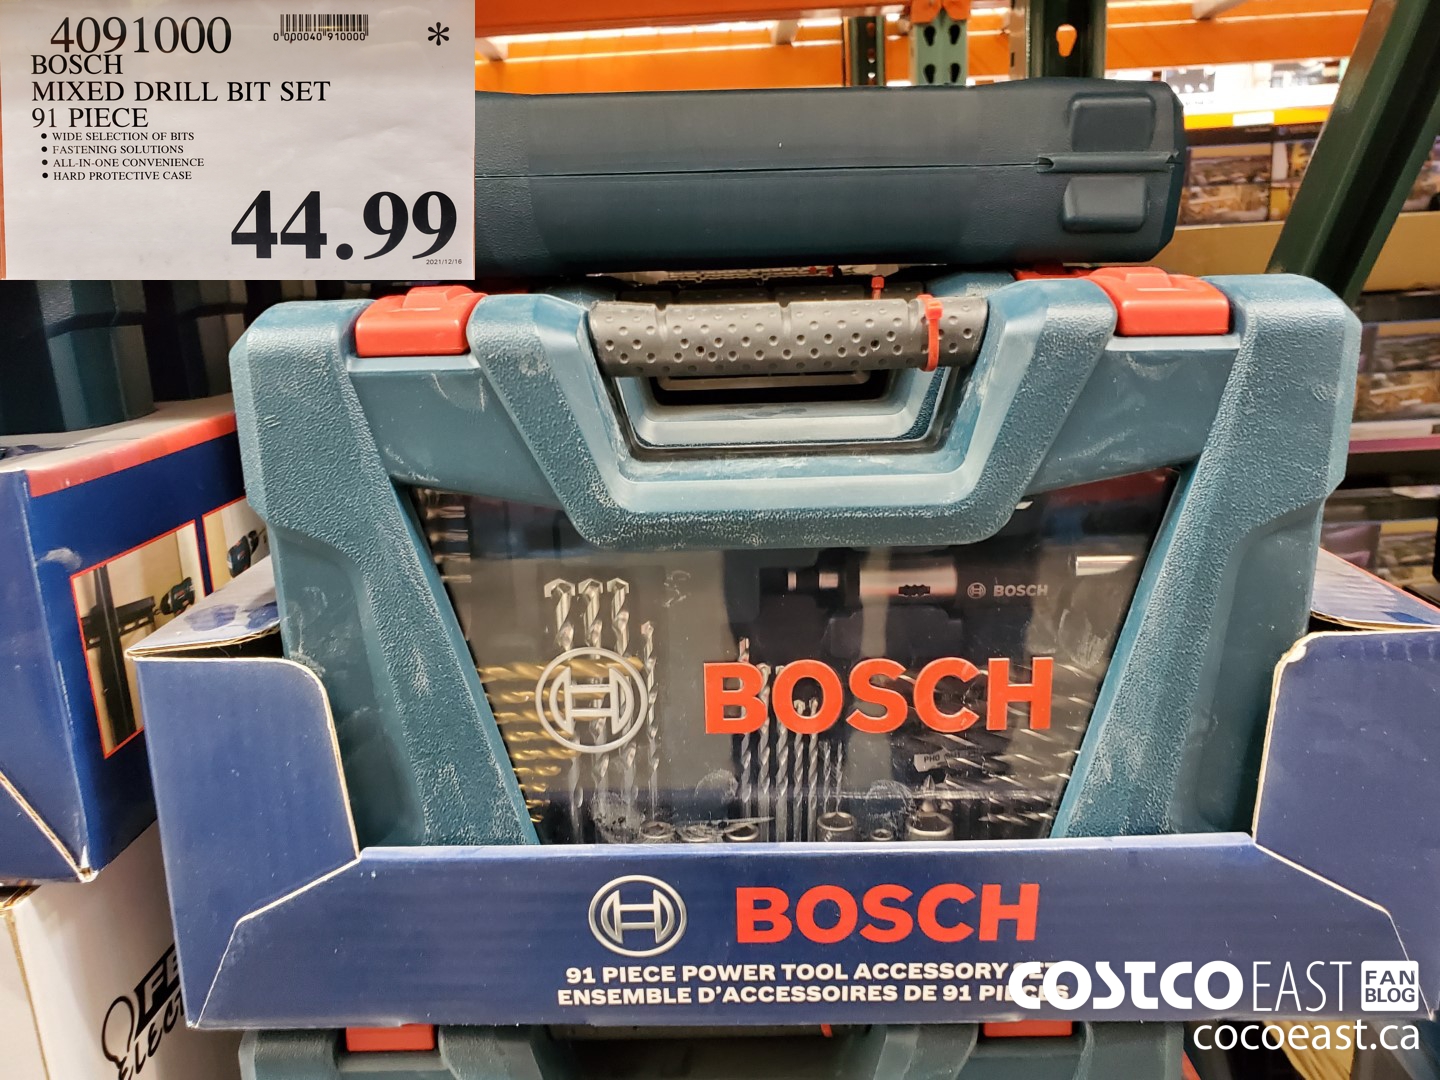 4091000
0 000040 910000
*
BOSCH
MIXED DRILL BIT SET
91 PIECE
• WIDE SELECTION OF BITS
• FASTENING SOLUTIONS
• ALL-IN-ONE CONVENIENCE
• HARD PROTECTIVE CASE
44.99
2021/12/16
BOSCH
BOSCH
PH0
BOSCH
91 PIECE POWER TOOL ACCESSORY
ENSEMBLE D'ACCESSOIRES DE 91 PIECES
COSTCO EAST FAN BLOG
cocoeast.ca